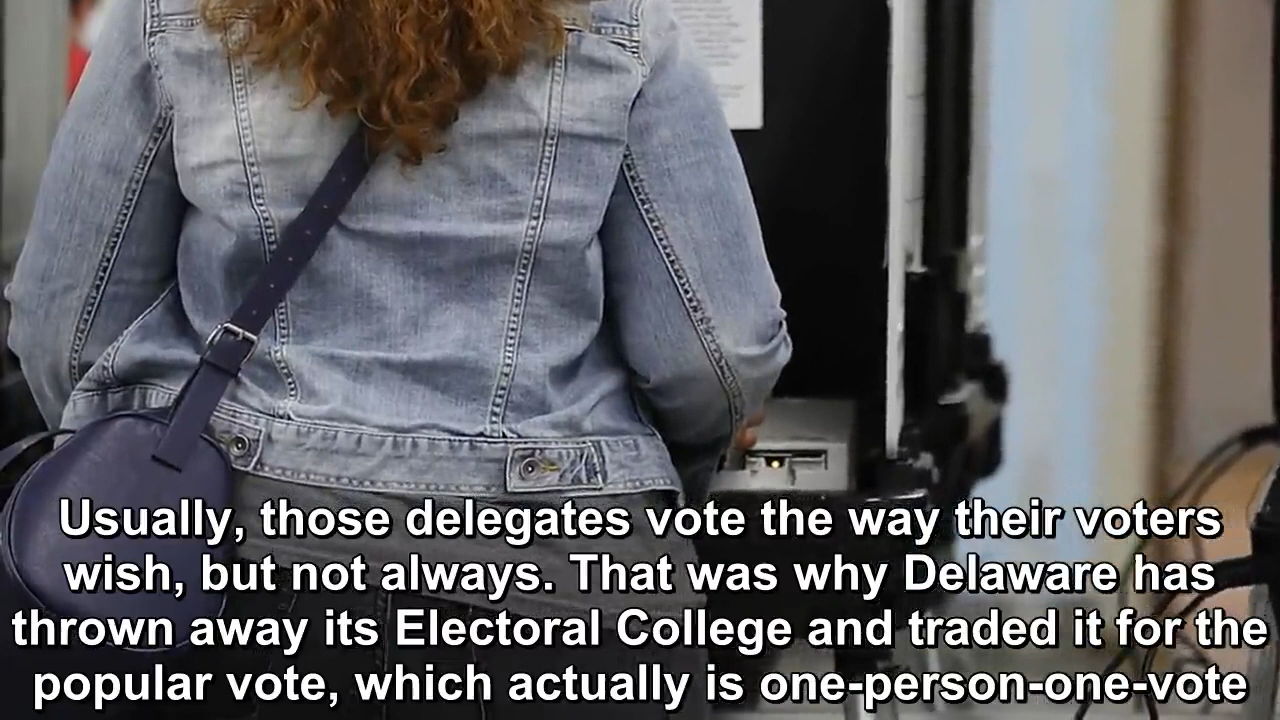 Usually, those delegates vote the way their voters
wish, but not always. That was why Delaware has
thrown away its Electoral College and traded it for the
popular vote, which actually is one-person-one-vote